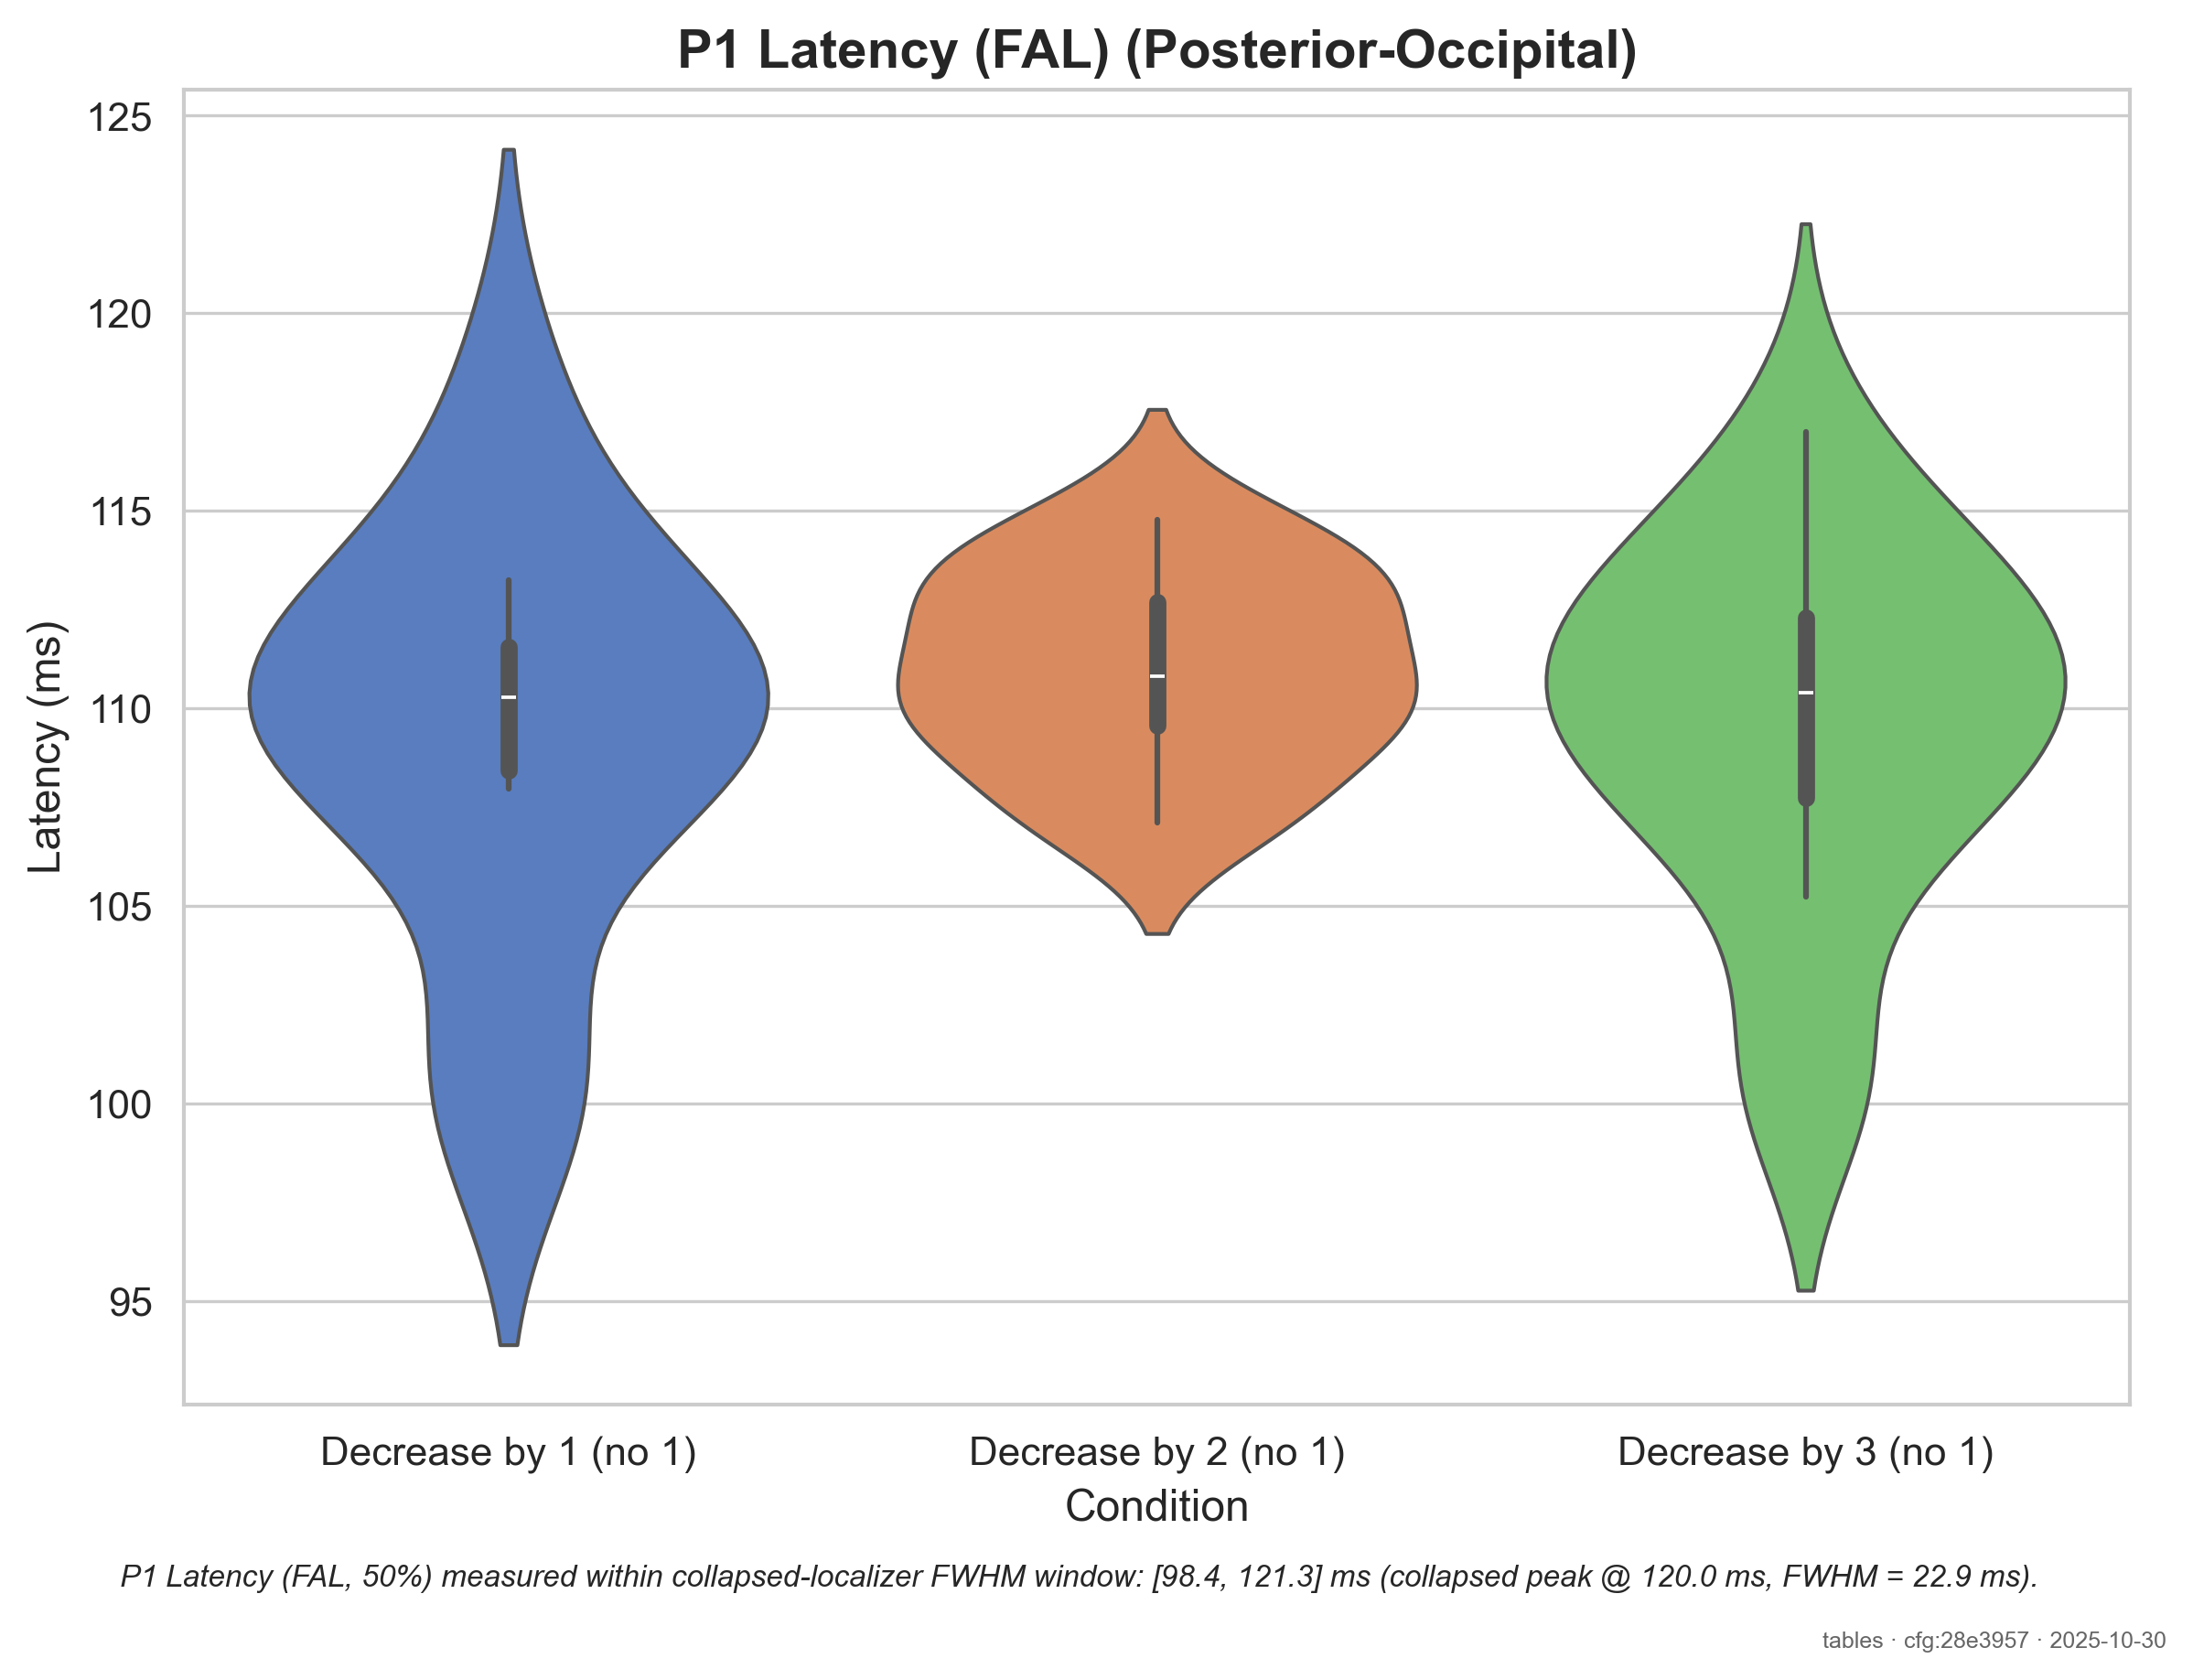 P1 Latency (FAL) (Posterior-Occipital)
125
120
115
110
105
100
95
Latency (ms)
Decrease by 1 (no 1)
Decrease by 2 (no 1)
Decrease by 3 (no 1)
Condition
P1 Latency (FAL, 50%) measured within collapsed-localizer FWHM window: [98.4, 121.3] ms (collapsed peak @ 120.0 ms, FWHM = 22.9 ms).
tables · cfg:28e3957 · 2025-10-30